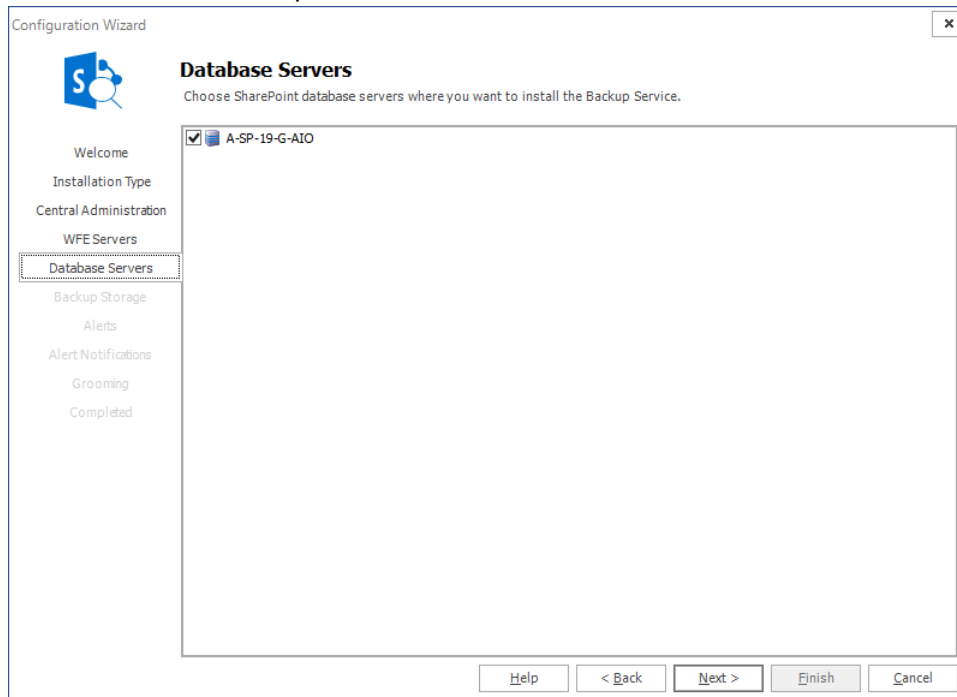 Configuration Wizard
Database Servers
Choose SharePoint database servers where you want to install the Backup Service.
Welcome
Installation Type
Central Administration
WFE Servers
Database Servers
Backup Storage
Alerts
Alert Notifications
Grooming
Completed
A-SP-19-G-AIO
Help
< Back
Next >
Finish
Cancel